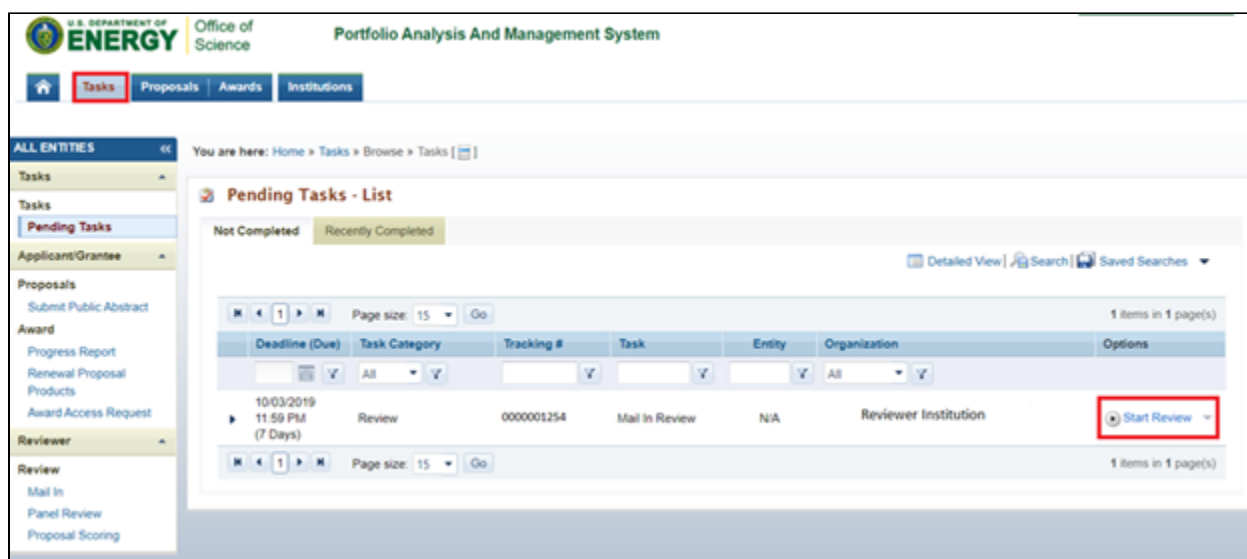 U.S. DEPARTMENT OF
ENERGY
Office of
Science
Portfolio Analysis And Management System
Tasks Proposals Awards Institutions
ALL ENTITIES «
Tasks
Tasks
Pending Tasks
Applicant/Grantee
Proposals
Submit Public Abstract
Award
Progress Report
Renewal Proposal
Products
Award Access Request
Reviewer
Review
Mail In
Panel Review
Proposal Scoring
You are here: Home » Tasks » Browse » Tasks [ ]
Pending Tasks - List
Not Completed Recently Completed
Detailed View | Search | Saved Searches
1 Page size: 15 Go 1 items in 1 page(s)
Deadline (Due) Task Category Tracking # Task Entity Organization Options
All All
10/03/2019
11:59 PM
(7 Days)
Review 0000001254 Mail In Review N/A Reviewer Institution Start Review
1 Page size: 15 Go 1 items in 1 page(s)